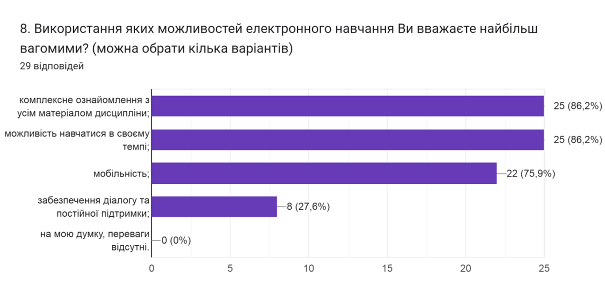 8. Використання яких можливостей електронного навчання Ви вважаєте найбільш
вагомими? (можна обрати кілька варіантів)
29 відповідей
комплексне ознайомлення з
усім матеріалом дисципліни;
25 (86,2%)
можливість навчатися в своєму
темпі;
25 (86,2%)
мобільність;
22 (75,9%)
забезпечення діалогу та
постійної підтримки;
8 (27,6%)
на мою думку, переваги
відсутні.
0 (0%)
0 5 10 15 20 25